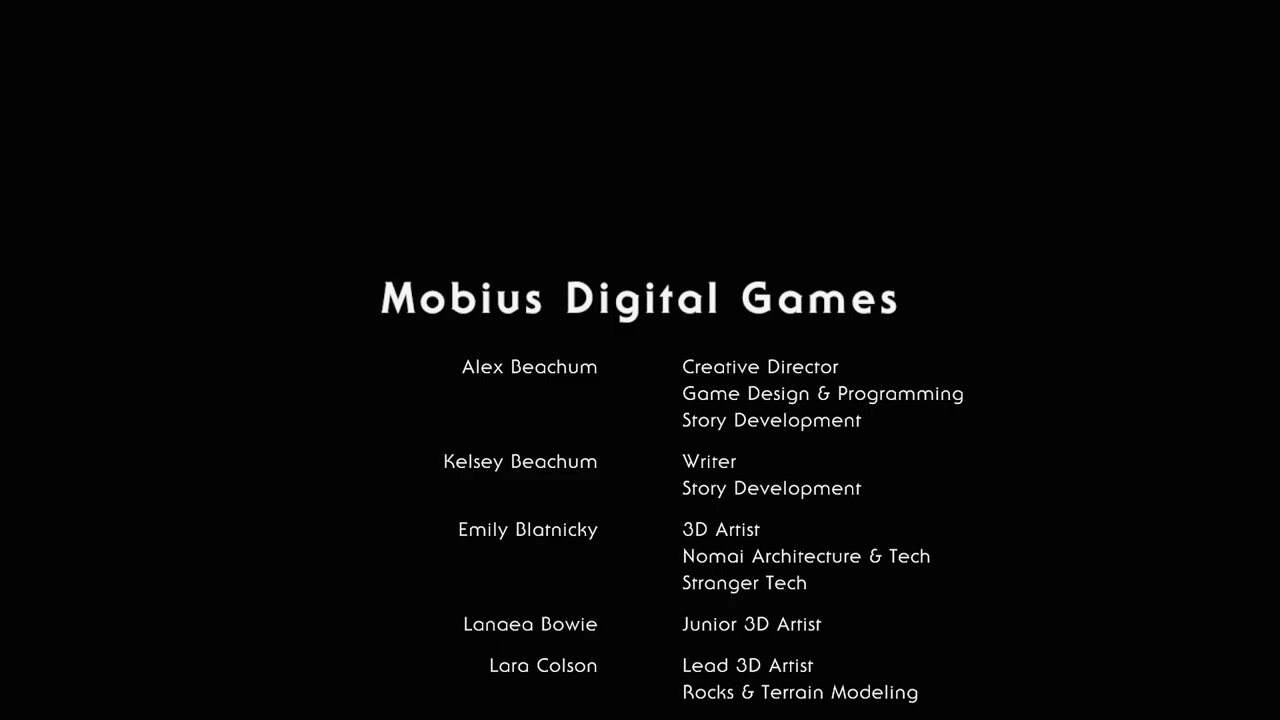 Mobius Digital Games
Alex Beachum Creative Director
Game Design & Programming
Story Development
Kelsey Beachum Writer
Story Development
Emily Blatnicky 3D Artist
Nomai Architecture & Tech
Stranger Tech
Lanaea Bowie Junior 3D Artist
Lara Colson Lead 3D Artist
Rocks & Terrain Modeling